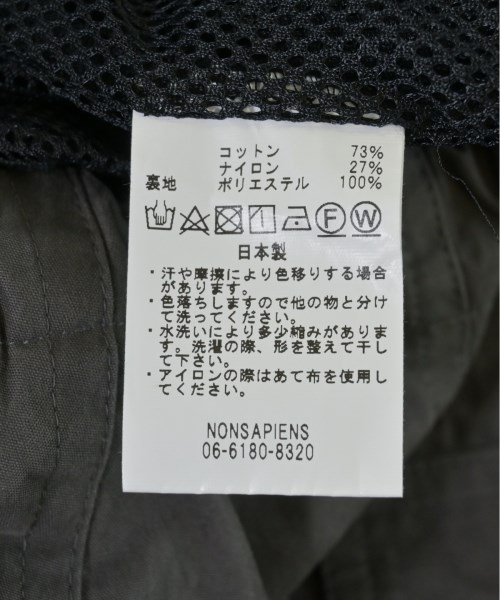 コットン 73%
ナイロン 27%
裏地 ポリエステル 100%
F W
日本製
・汗や摩擦により色移りする場合
があります。
・色落ちしますので他の物と分け
て洗ってください。
・水洗いにより多少縮みがありま
す。洗濯の際、形を整えて干し
て下さい。
・アイロンの際はあて布を使用し
てください。
NONSAPIENS
06-6180-8320